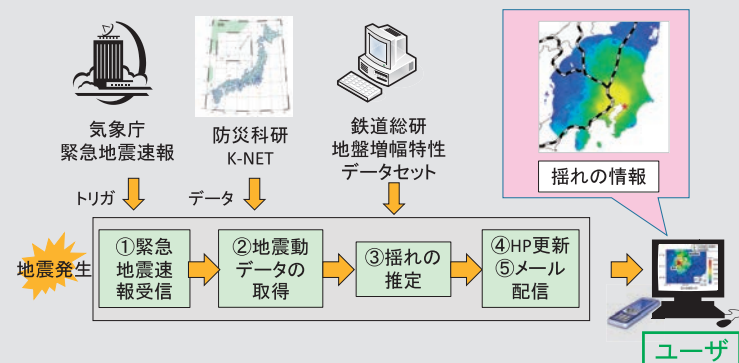 気象庁
緊急地震速報
防災科研
K-NET
鉄道総研
地盤増幅特性
データセット
揺れの情報
トリガ
データ
地震発生
①緊急
地震速
報受信
②地震動
データの
取得
③揺れの
推定
④HP更新
⑤メール
配信
ユーザ